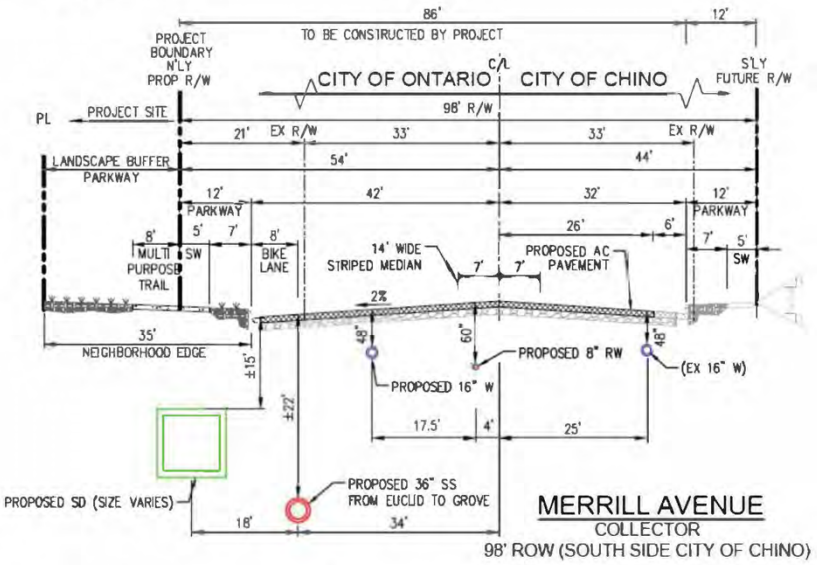 86'
12'
TO BE CONSTRUCTED BY PROJECT
PROJECT
BOUNDARY
N'LY
PROP R/W
C/L
S'LY
FUTURE R/W
CITY OF ONTARIO
CITY OF CHINO
PL
PROJECT SITE
98' R/W
21'
EX R/W
33'
33'
EX R/W
LANDSCAPE BUFFER
PARKWAY
54'
44'
12'
PARKWAY
42'
32'
12'
PARKWAY
26'
6'
8'
MULTI
PURPOSE
TRAIL
5'
SW
7'
8'
BIKE
LANE
14' WIDE
STRIPED MEDIAN
7'
7'
PROPOSED AC
PAVEMENT
7'
5'
SW
2%
35'
NEIGHBORHOOD EDGE
±15'
±22'
48"
60"
48"
PROPOSED 8" RW
(EX 16" W)
PROPOSED 16" W
17.5'
4'
25'
PROPOSED SD (SIZE VARIES)
PROPOSED 36" SS
FROM EUCLID TO GROVE
18'
34'
MERRILL AVENUE
COLLECTOR
98' ROW (SOUTH SIDE CITY OF CHINO)